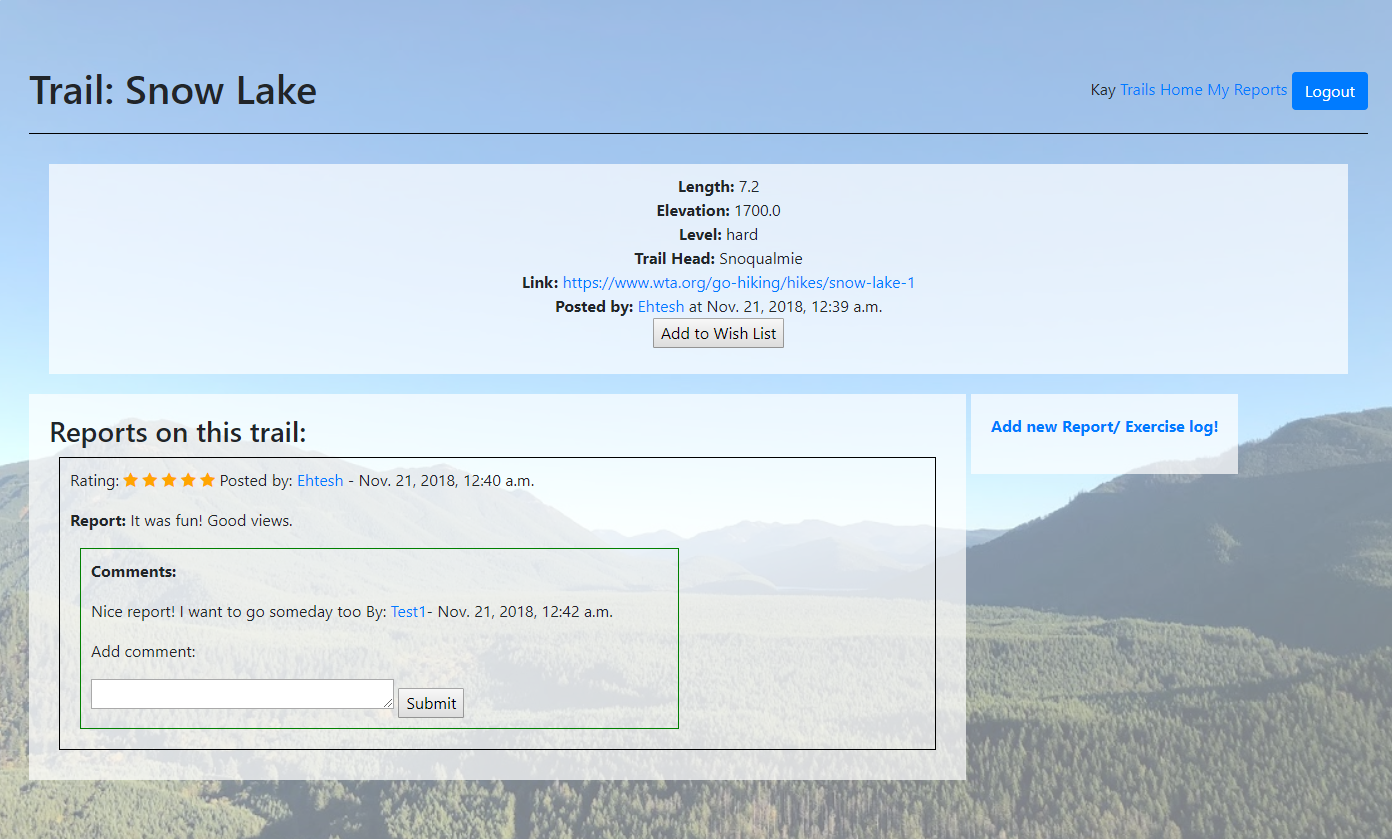 Trail: Snow Lake
Kay Trails Home My Reports Logout
Length: 7.2
Elevation: 1700.0
Level: hard
Trail Head: Snoqualmie
Link: https://www.wta.org/go-hiking/hikes/snow-lake-1
Posted by: Ehtesh at Nov. 21, 2018, 12:39 a.m.
Add to Wish List
Reports on this trail:
Rating: Posted by: Ehtesh - Nov. 21, 2018, 12:40 a.m.
Report: It was fun! Good views.
Comments:
Nice report! I want to go someday too By: Test1- Nov. 21, 2018, 12:42 a.m.
Add comment:
Submit
Add new Report/ Exercise log!